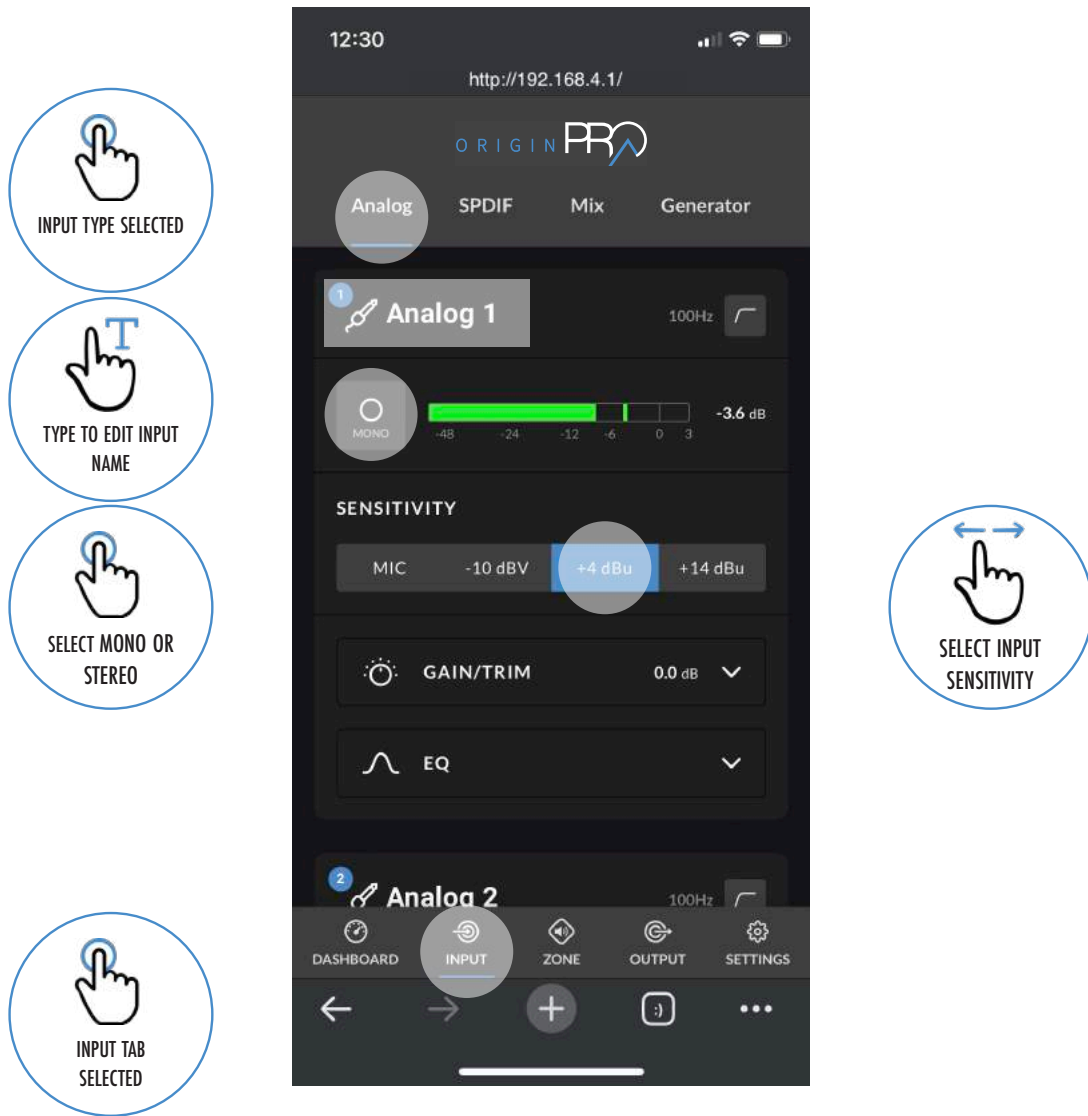 12:30
http://192.168.4.1/
ORIGIN PRO
Analog SPDIF Mix Generator
INPUT TYPE SELECTED
1
Analog 1
100Hz
T
TYPE TO EDIT INPUT
NAME
MONO
-48 -24 -12 -6 0 3
-3.6 dB
SENSITIVITY
MIC -10 dBV +4 dBu +14 dBu
SELECT MONO OR
STEREO
SELECT INPUT
SENSITIVITY
GAIN/TRIM 0.0 dB
EQ
2
Analog 2
100Hz
DASHBOARD INPUT ZONE OUTPUT SETTINGS
:)
INPUT TAB
SELECTED